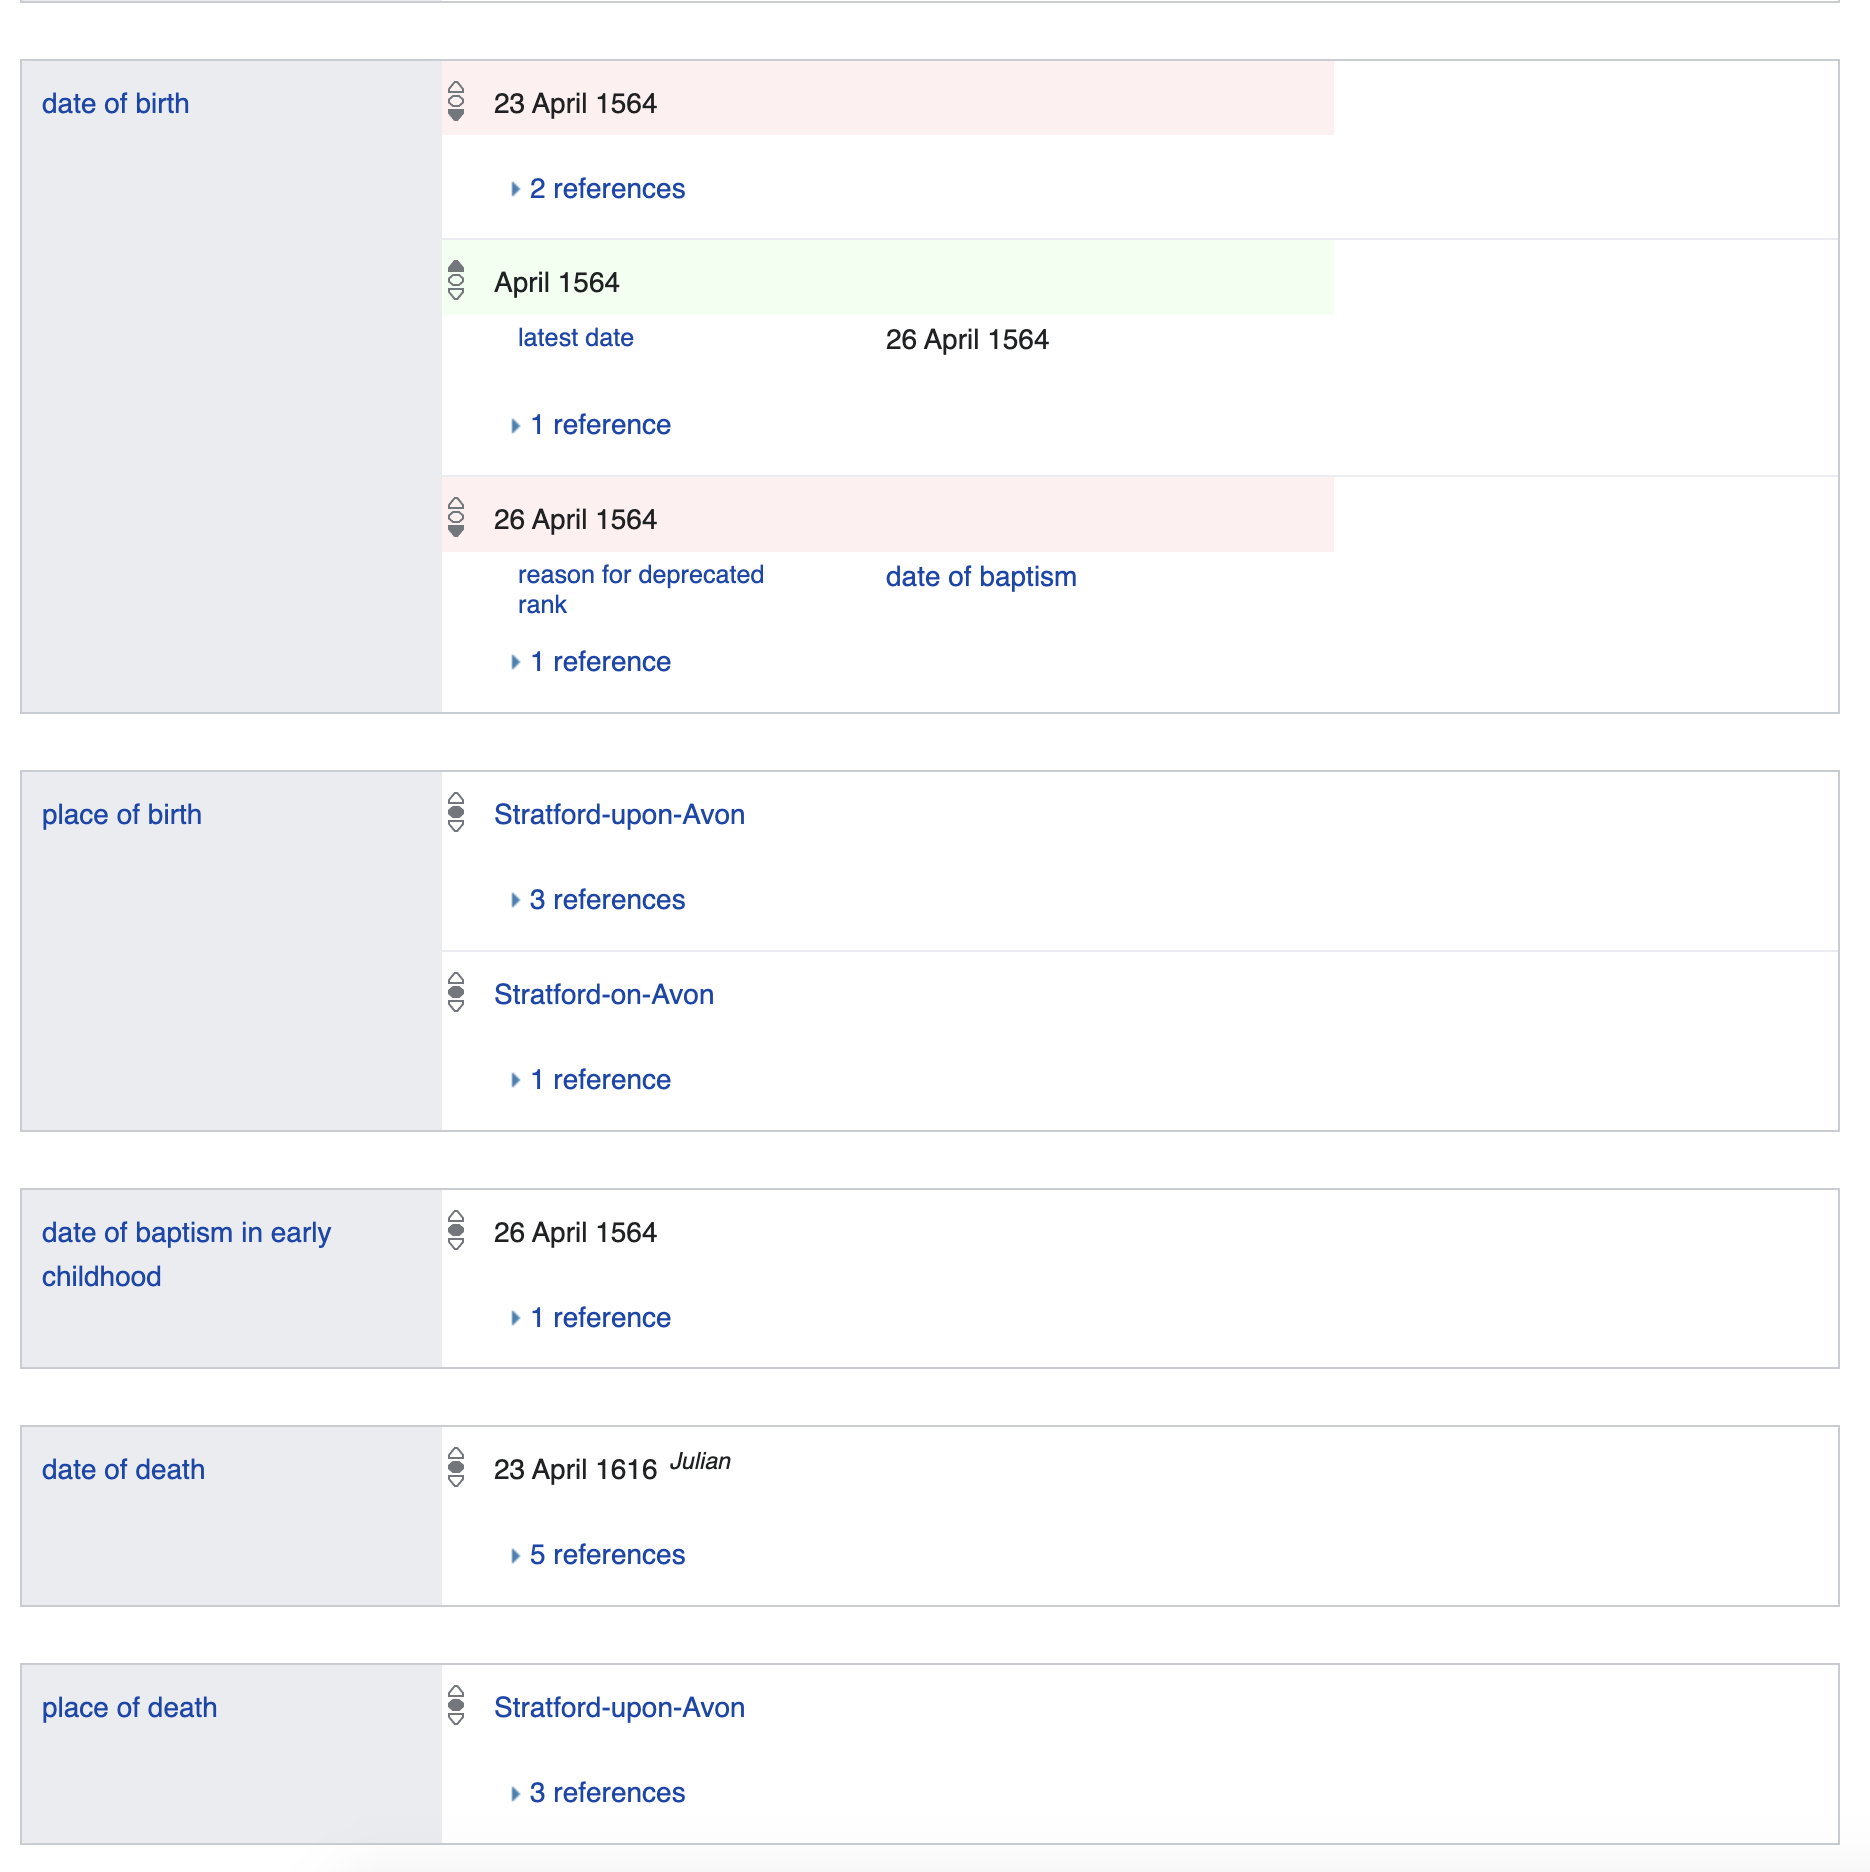 date of birth
23 April 1564
2 references
April 1564
latest date 26 April 1564
1 reference
26 April 1564
reason for deprecated date of baptism
rank
1 reference
place of birth
Stratford-upon-Avon
3 references
Stratford-on-Avon
1 reference
date of baptism in early
childhood
26 April 1564
1 reference
date of death
23 April 1616 Julian
5 references
place of death
Stratford-upon-Avon
3 references